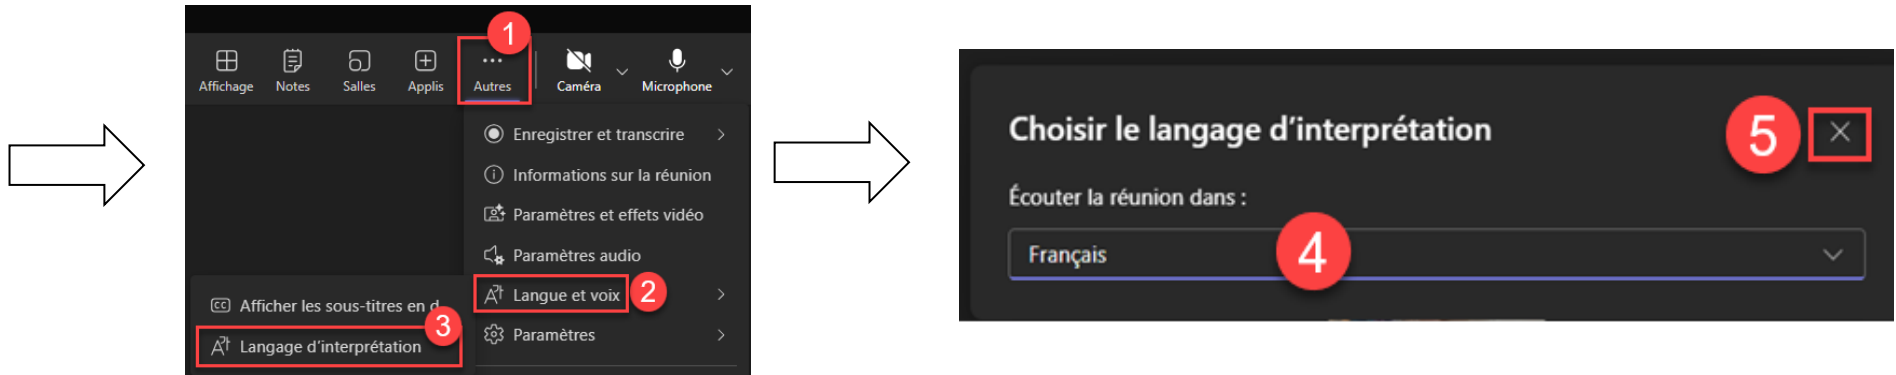 1
Affichage Notes Salles Applis Autres Caméra Microphone
Enregistrer et transcrire
Informations sur la réunion
Paramètres et effets vidéo
Paramètres audio
Langue et voix 2
Paramètres
CC Afficher les sous-titres en d
3
Langage d'interprétation
Choisir le langage d'interprétation 5
Écouter la réunion dans :
Français 4